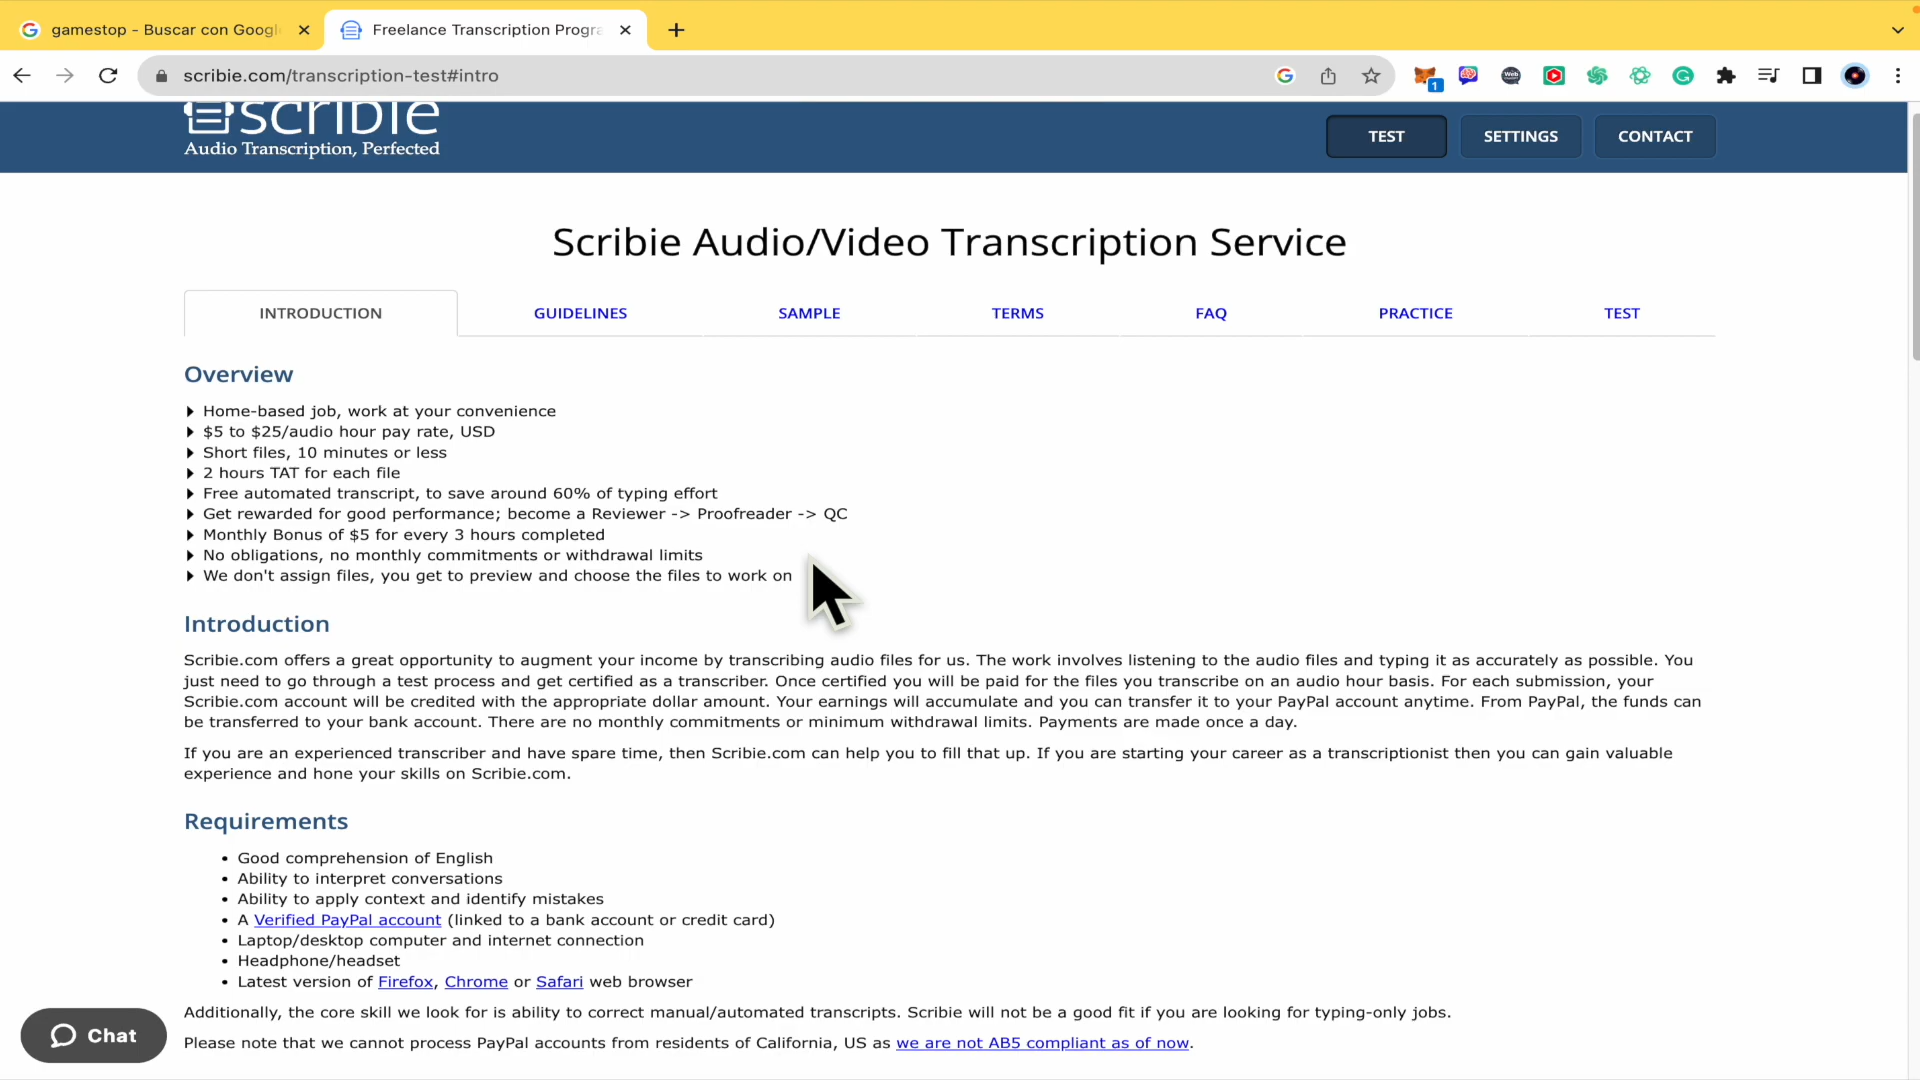 gamestop - Buscar con Googl
Freelance Transcription Progra
scribie.com/transcription-test#intro
1
scribie
Audio Transcription, Perfected
TEST
SETTINGS
CONTACT
Scribie Audio/Video Transcription Service
INTRODUCTION
GUIDELINES
SAMPLE
TERMS
FAQ
PRACTICE
TEST
Overview
Home-based job, work at your convenience
$5 to $25/audio hour pay rate, USD
Short files, 10 minutes or less
2 hours TAT for each file
Free automated transcript, to save around 60% of typing effort
Get rewarded for good performance; become a Reviewer -> Proofreader -> QC
Monthly Bonus of $5 for every 3 hours completed
No obligations, no monthly commitments or withdrawal limits
We don't assign files, you get to preview and choose the files to work on
Introduction
Scribie.com offers a great opportunity to augment your income by transcribing audio files for us. The work involves listening to the audio files and typing it as accurately as possible. You
just need to go through a test process and get certified as a transcriber. Once certified you will be paid for the files you transcribe on an audio hour basis. For each submission, your
Scribie.com account will be credited with the appropriate dollar amount. Your earnings will accumulate and you can transfer it to your PayPal account anytime. From PayPal, the funds can
be transferred to your bank account. There are no monthly commitments or minimum withdrawal limits. Payments are made once a day.
If you are an experienced transcriber and have spare time, then Scribie.com can help you to fill that up. If you are starting your career as a transcriptionist then you can gain valuable
experience and hone your skills on Scribie.com.
Requirements
• Good comprehension of English
• Ability to interpret conversations
• Ability to apply context and identify mistakes
• A Verified PayPal account (linked to a bank account or credit card)
• Laptop/desktop computer and internet connection
• Headphone/headset
• Latest version of Firefox, Chrome or Safari web browser
Additionally, the core skill we look for is ability to correct manual/automated transcripts. Scribie will not be a good fit if you are looking for typing-only jobs.
Please note that we cannot process PayPal accounts from residents of California, US as we are not AB5 compliant as of now.
Chat